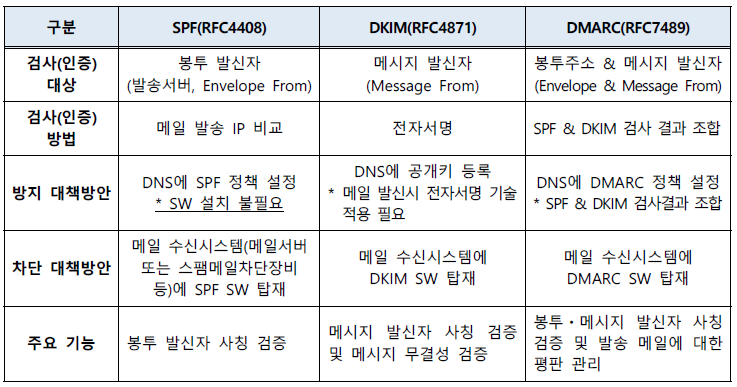 구분 SPF(RFC4408) DKIM(RFC4871) DMARC(RFC7489)
검사(인증)
대상
봉투 발신자
(발송서버, Envelope From)
메시지 발신자
(Message From)
봉투주소 & 메시지 발신자
(Envelope & Message From)
검사(인증)
방법
메일 발송 IP 비교
전자서명
SPF & DKIM 검사 결과 조합
방지 대책방안
DNS에 SPF 정책 설정
* SW 설치 불필요
DNS에 공개키 등록
* 메일 발신시 전자서명 기술
적용 필요
DNS에 DMARC 정책 설정
* SPF & DKIM 검사결과 조합
차단 대책방안
메일 수신시스템(메일서버
또는 스팸메일차단장비
등)에 SPF SW 탑재
메일 수신시스템에
DKIM SW 탑재
메일 수신시스템에
DMARC SW 탑재
주요 기능
봉투 발신자 사칭 검증
메시지 발신자 사칭 검증
및 메시지 무결성 검증
봉투・메시지 발신자 사칭
검증 및 발송 메일에 대한
평판 관리